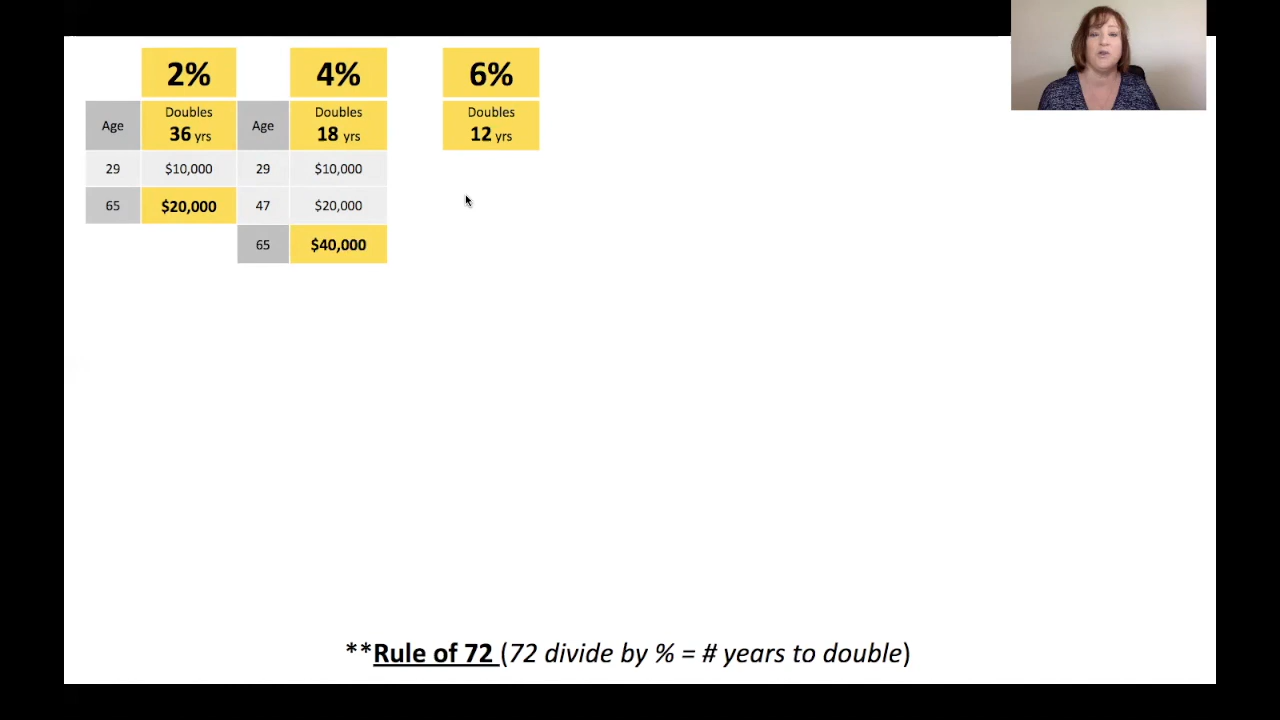 2% 4% 6%
Age Doubles 36 yrs Age Doubles 18 yrs Doubles 12 yrs
29 $10,000 29 $10,000
65 $20,000 47 $20,000
65 $40,000
**Rule of 72 (72 divide by % = # years to double)